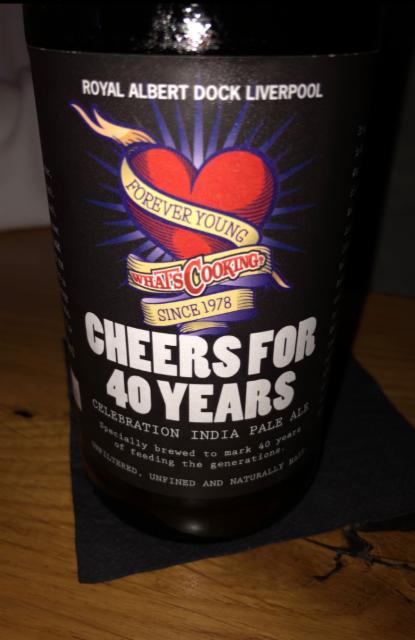 ROYAL ALBERT DOCK LIVERPOOL
FOREVER YOUNG
WHAT'S COOKING?
SINCE 1978
CHEERS FOR
40 YEARS
CELEBRATION INDIA PALE ALE
Specially brewed to mark 40 years
of feeding the generations.
UNFILTERED, UNFINED AND NATURALLY